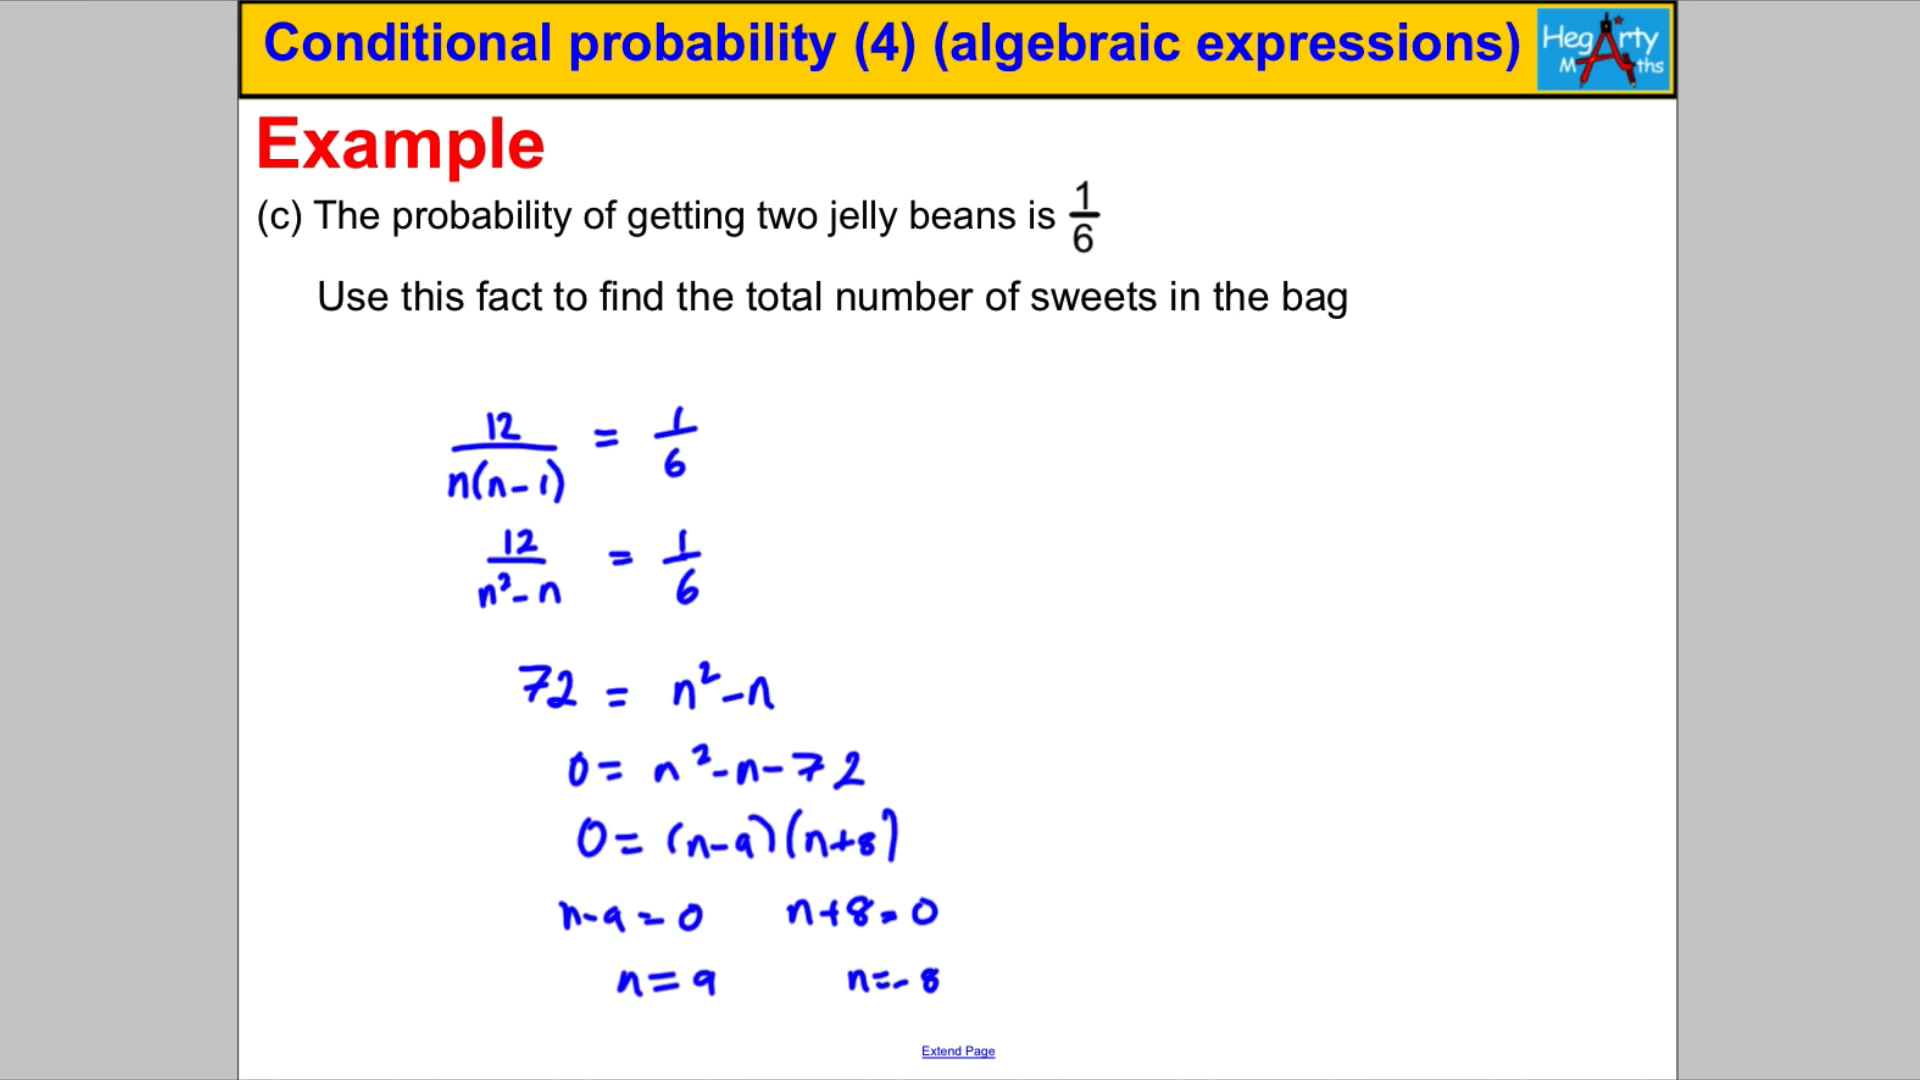 Conditional probability (4) (algebraic expressions)
HegArty
Maths
Example
(c) The probability of getting two jelly beans is 1/6
Use this fact to find the total number of sweets in the bag
12/n(n-1) = 1/6
12/n²-n = 1/6
72 = n²-n
0 = n²-n-72
0 = (n-9)(n+8)
n-9=0 n+8=0
n=9 n=-8
Extend Page